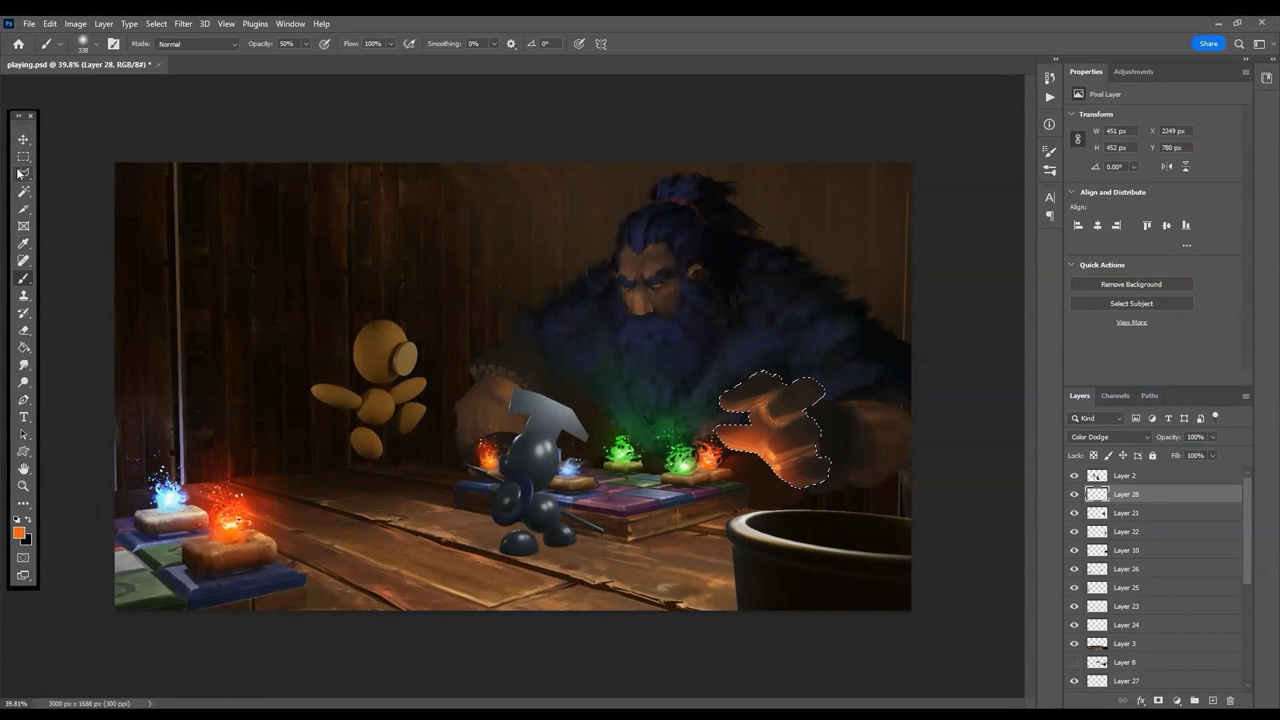 Ps File Edit Image Layer Type Select Filter 3D View Plugins Window Help
338 Mode: Normal Opacity: 50% Flow: 100% Smoothing: 0% 0° Share
playing.psd @ 39.8% (Layer 28, RGB/8#) * ×
Properties Adjustments
Pixel Layer
Transform
W 451 px X 2249 px
H 452 px Y 780 px
0.00°
Align and Distribute
Align:
Quick Actions
Remove Background
Select Subject
View More
Layers Channels Paths
Kind
Color Dodge Opacity: 100%
Lock: Fill: 100%
Layer 2
Layer 28
Layer 21
Layer 22
Layer 10
Layer 26
Layer 25
Layer 23
Layer 24
Layer 3
Layer 8
Layer 27
39.81% 3000 px x 1688 px (300 ppi)